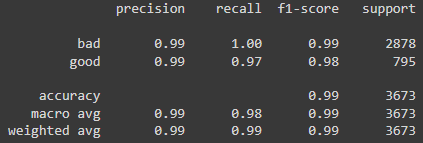 precision recall f1-score support
bad 0.99 1.00 0.99 2878
good 0.99 0.97 0.98 795
accuracy 0.99 3673
macro avg 0.99 0.98 0.99 3673
weighted avg 0.99 0.99 0.99 3673